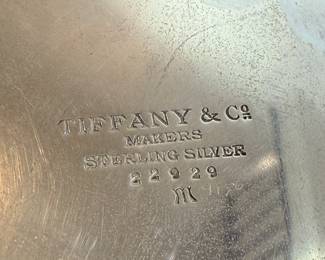 TIFFANY & Co
MAKERS
STERLING SILVER
22929
M